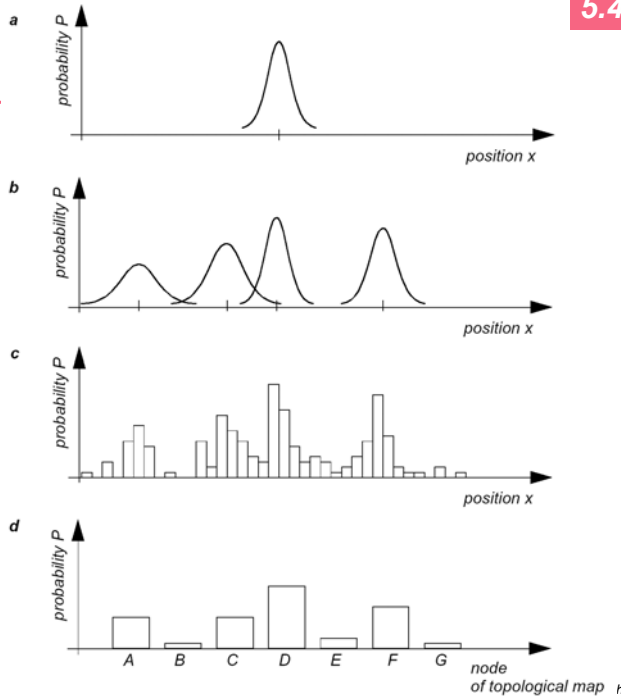 5.4
a
probability P
position x
b
probability P
position x
c
probability P
position x
d
probability P
A B C D E F G
node
of topological map